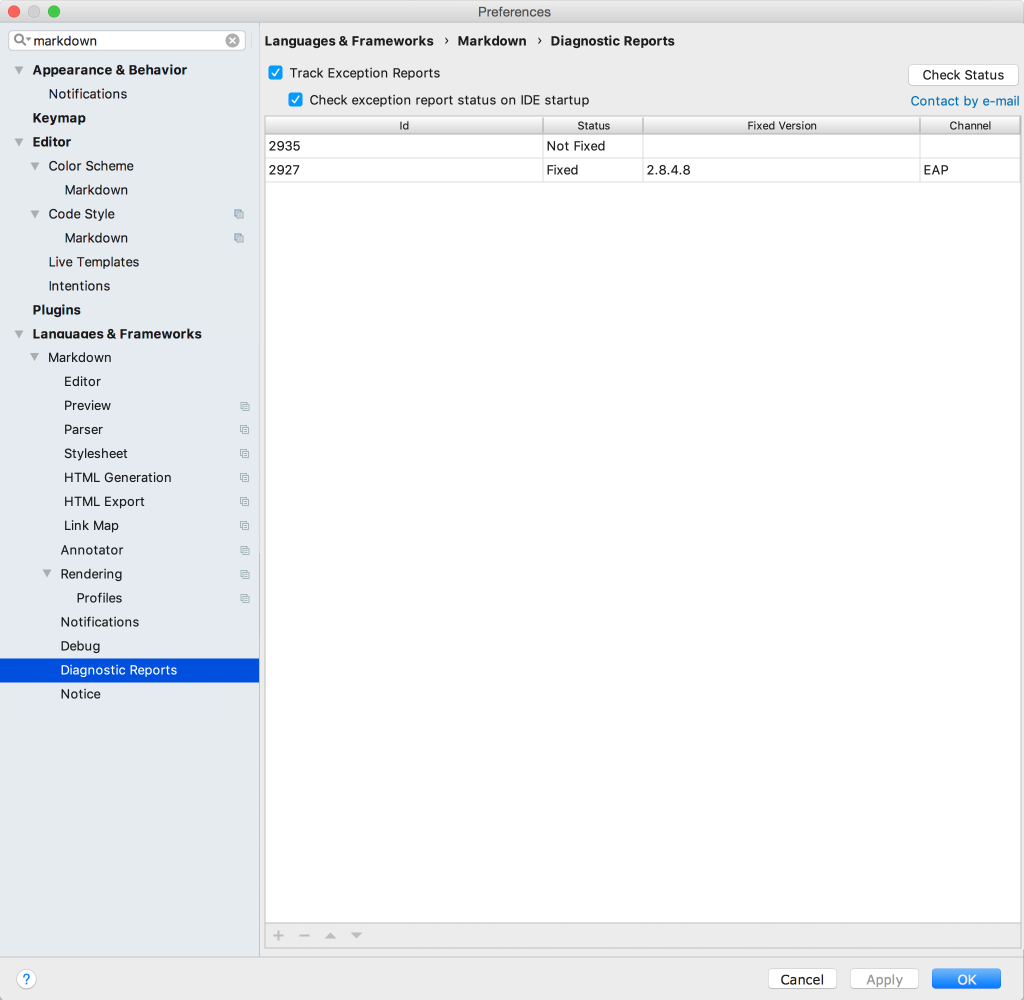 Preferences
markdown
Languages & Frameworks › Markdown › Diagnostic Reports
Appearance & Behavior
Notifications
Keymap
Editor
Color Scheme
Markdown
Code Style
Markdown
Live Templates
Intentions
Plugins
Languages & Frameworks
Markdown
Editor
Preview
Parser
Stylesheet
HTML Generation
HTML Export
Link Map
Annotator
Rendering
Profiles
Notifications
Debug
Diagnostic Reports
Notice
Track Exception Reports
Check Status
Check exception report status on IDE startup
Contact by e-mail
Id Status Fixed Version Channel
2935 Not Fixed
2927 Fixed 2.8.4.8 EAP
?
Cancel Apply OK